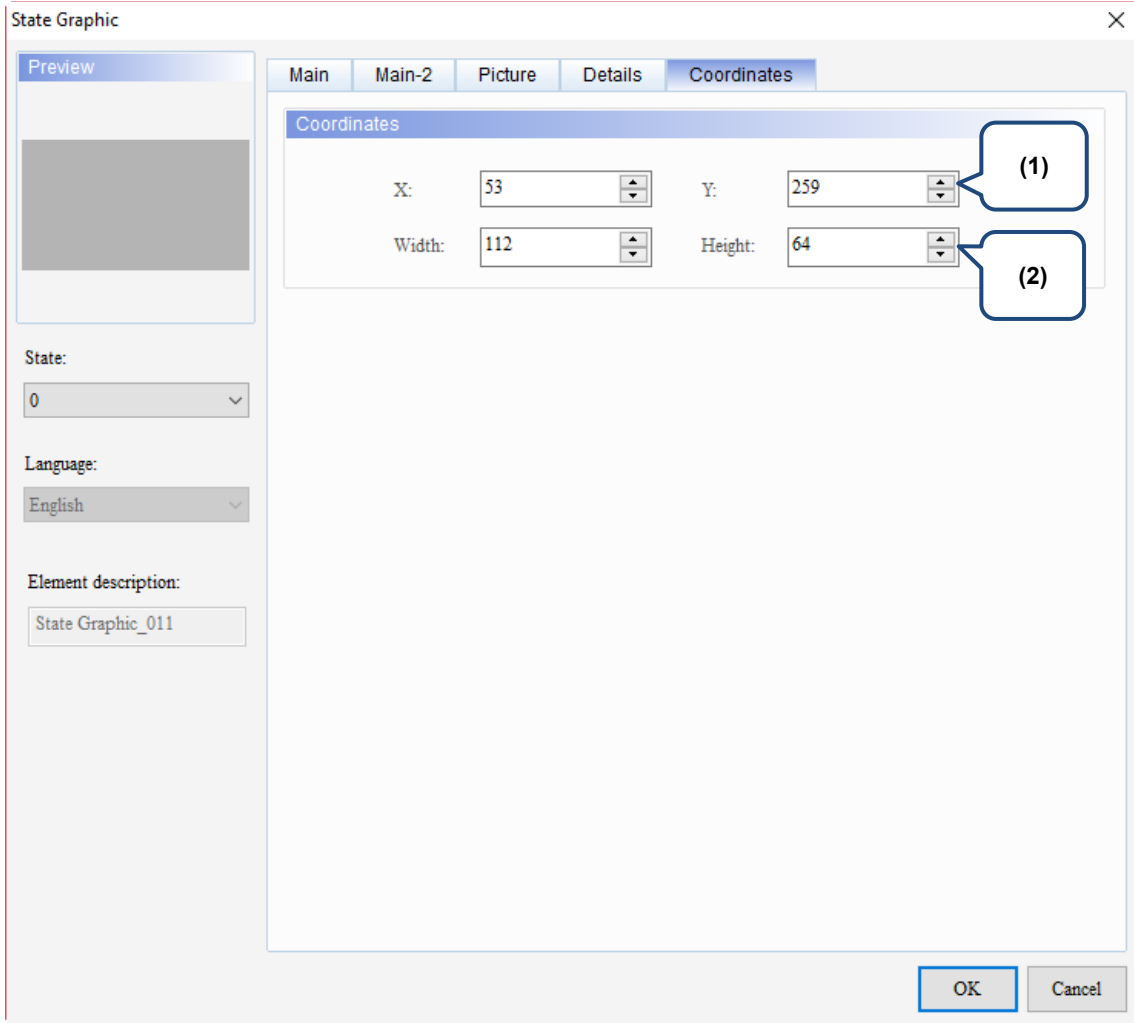 State Graphic
Preview
Main Main-2 Picture Details Coordinates
Coordinates
X: 53 Y: 259
(1)
Width: 112 Height: 64
(2)
State:
0
Language:
English
Element description:
State Graphic_011
OK Cancel